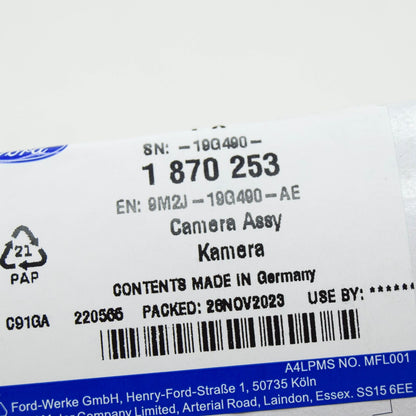 Ford
SN: -19G490-
1 870 253
EN: 9M2J-19G490-AE
Camera Assy
Kamera
21
PAP
CONTENTS MADE IN Germany
C91GA 220566 PACKED: 28NOV2023 USE BY: ******
A4LPMS NO. MFL001
Ford-Werke GmbH, Henry-Ford-Straße 1, 50735 Köln
Company Limited, Arterial Road, Laindon, Essex. SS15 6EE